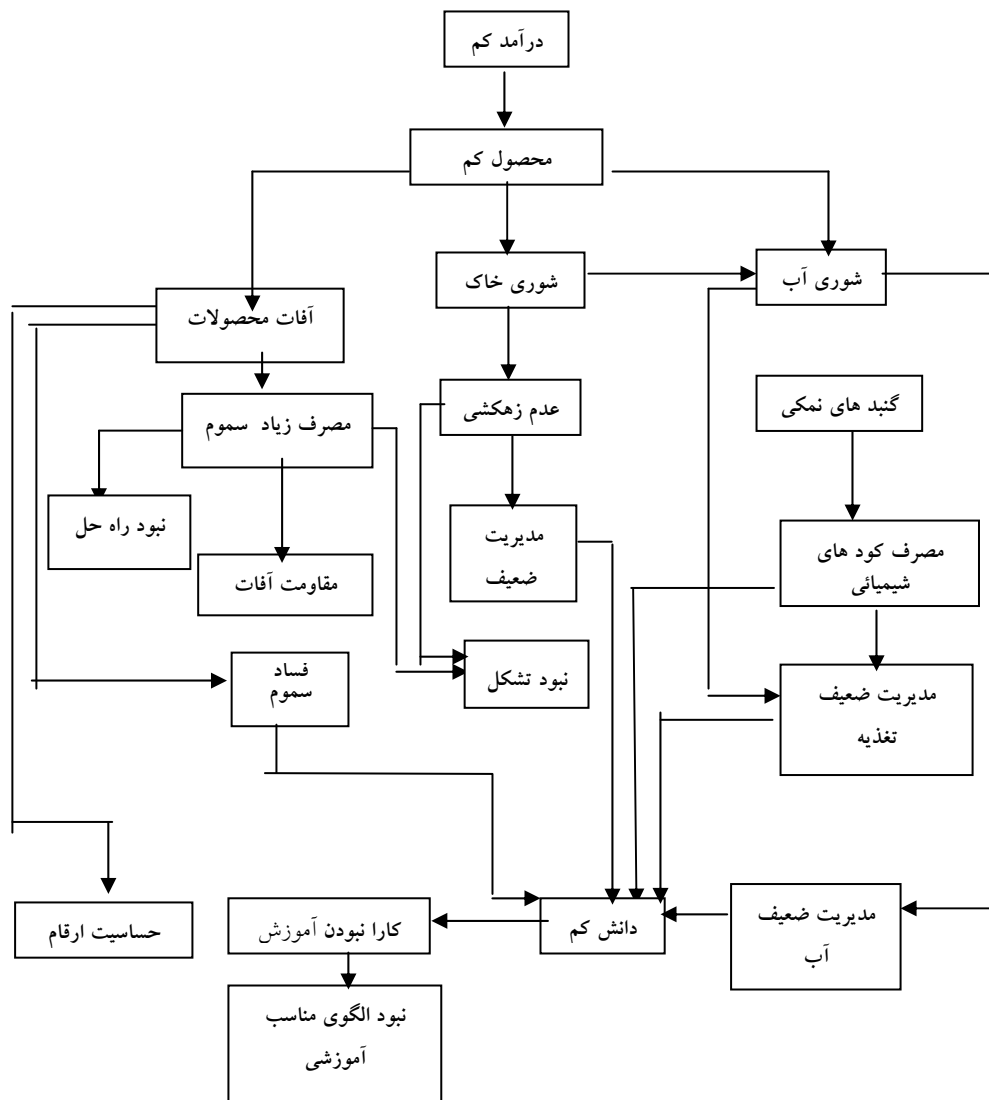 درآمد کم
محصول کم
شوری خاک
شوری آب
آفات محصولات
عدم زهکشی
گنبد های نمکی
مصرف زیاد سموم
نبود راه حل
مدیریت
ضعیف
مصرف کود های
شیمیائی
مقاومت آفات
نبود تشکل
فساد
سموم
مدیریت ضعیف
تغذیه
مدیریت ضعیف
آب
دانش کم
کارا نبودن آموزش
حساسیت ارقام
نبود الگوی مناسب
آموزشی